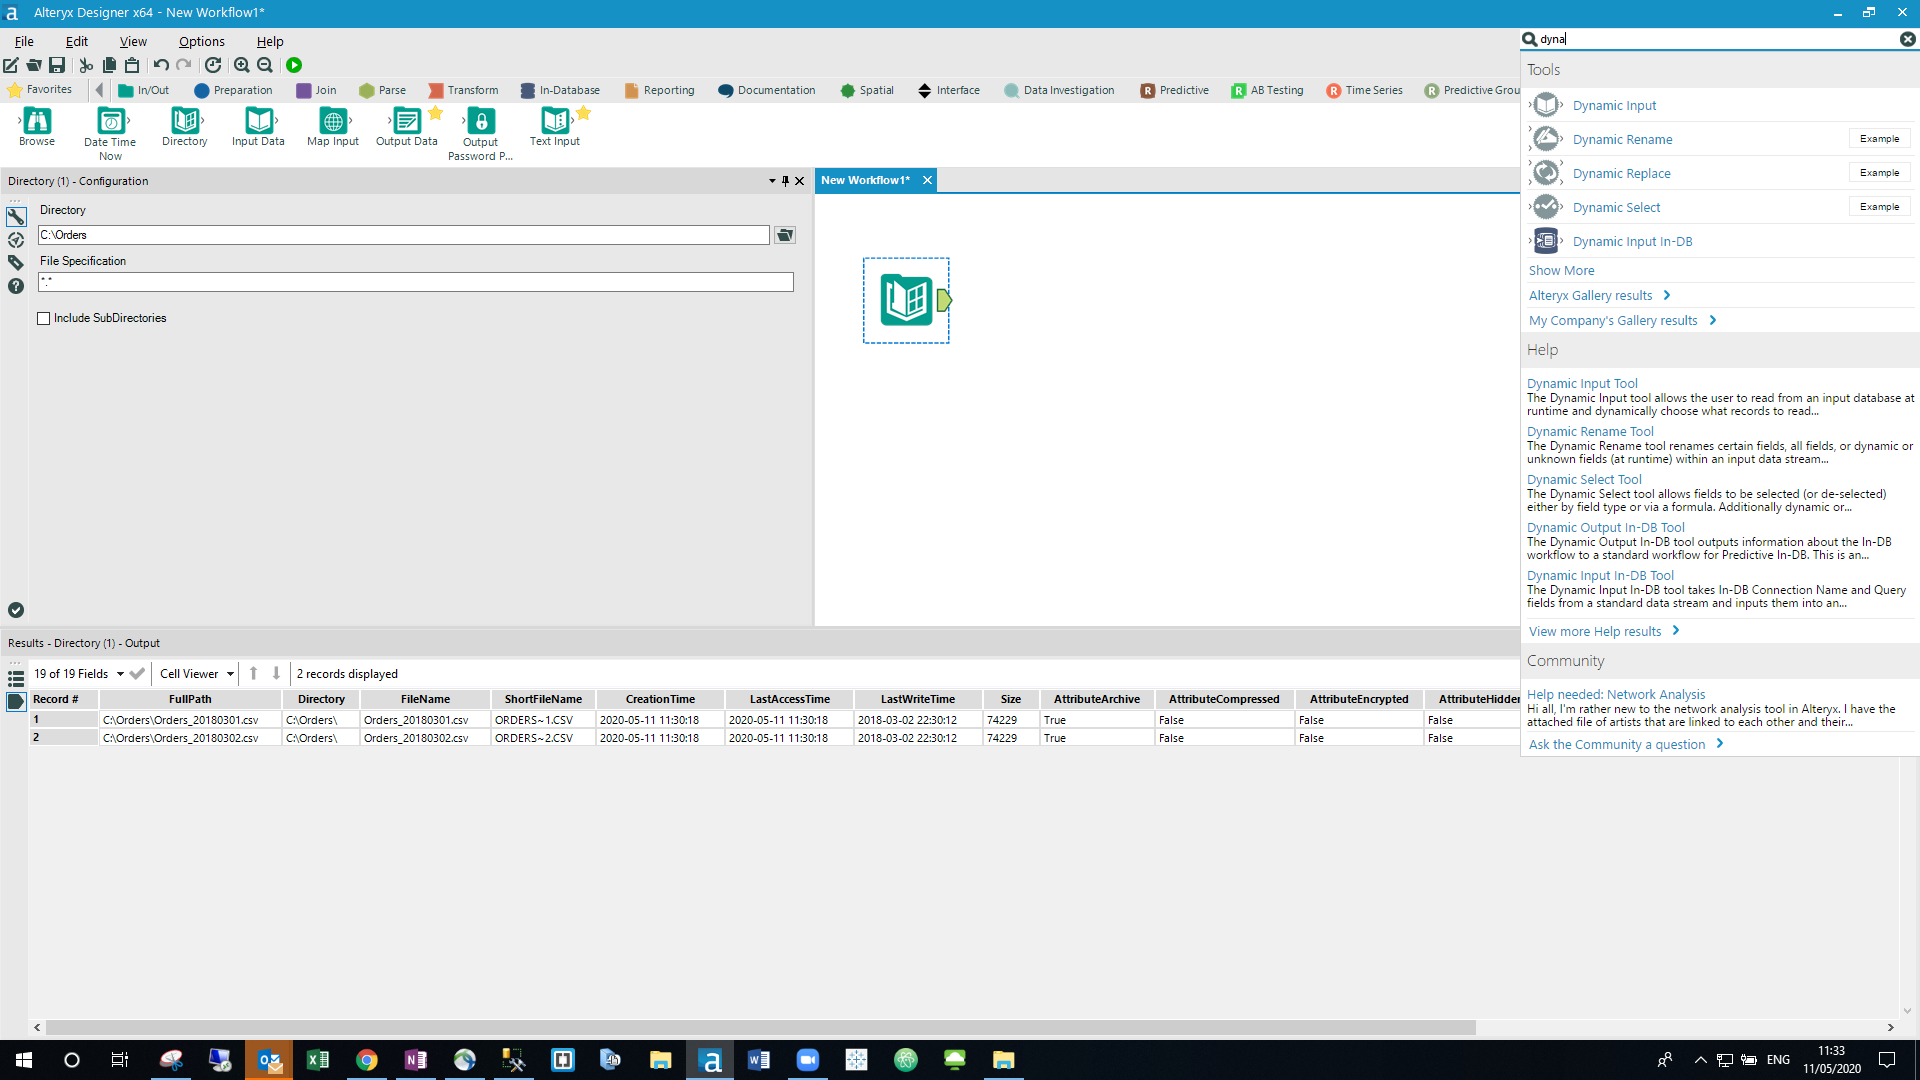 Alteryx Designer x64 - New Workflow1*
File Edit View Options Help
dyna
Favorites In/Out Preparation Join Parse Transform In-Database Reporting Documentation Spatial Interface Data Investigation Predictive AB Testing Time Series Predictive Grou
Browse
Date Time Now
Directory
Input Data
Map Input
Output Data
Output Password P...
Text Input
Directory (1) - Configuration
New Workflow1*
Directory
C:\Orders
File Specification
*.*
Include SubDirectories
Tools
Dynamic Input
Dynamic Rename Example
Dynamic Replace Example
Dynamic Select Example
Dynamic Input In-DB
Show More
Alteryx Gallery results
My Company's Gallery results
Help
Dynamic Input Tool
The Dynamic Input tool allows the user to read from an input database at
runtime and dynamically choose what records to read...
Dynamic Rename Tool
The Dynamic Rename tool renames certain fields, all fields, or dynamic or
unknown fields (at runtime) within an input data stream...
Dynamic Select Tool
The Dynamic Select tool allows fields to be selected (or de-selected)
either by field type or via a formula. Additionally dynamic or...
Dynamic Output In-DB Tool
The Dynamic Output In-DB tool outputs information about the In-DB
workflow to a standard workflow for Predictive In-DB. This is an...
Dynamic Input In-DB Tool
The Dynamic Input In-DB tool takes In-DB Connection Name and Query
fields from a standard data stream and inputs them into an...
View more Help results
Community
Help needed: Network Analysis
Hi all, I'm rather new to the network analysis tool in Alteryx. I have the
attached file of artists that are linked to each other and their...
Ask the Community a question
Results - Directory (1) - Output
19 of 19 Fields Cell Viewer 2 records displayed
Record # FullPath Directory FileName ShortFileName CreationTime LastAccessTime LastWriteTime Size AttributeArchive AttributeCompressed AttributeEncrypted AttributeHidden
1 C:\Orders\Orders_20180301.csv C:\Orders\ Orders_20180301.csv ORDERS~1.CSV 2020-05-11 11:30:18 2020-05-11 11:30:18 2018-03-02 22:30:12 74229 True False False False
2 C:\Orders\Orders_20180302.csv C:\Orders\ Orders_20180302.csv ORDERS~2.CSV 2020-05-11 11:30:18 2020-05-11 11:30:18 2018-03-02 22:30:12 74229 True False False False
ENG
11:33
11/05/2020